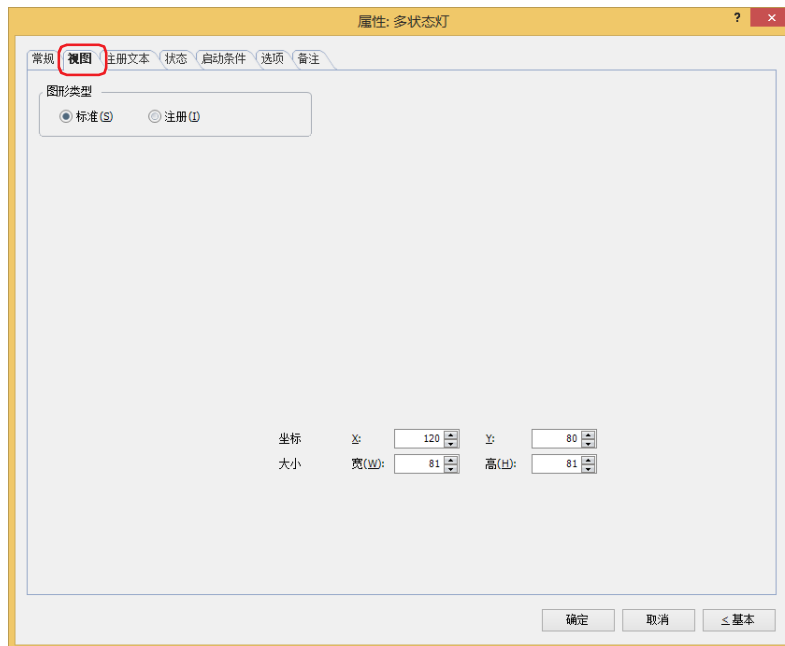 属性: 多状态灯
? ×
常规 视图 注册文本 状态 启动条件 选项 备注
图形类型
标准(S) 注册(I)
坐标 X: 120 Y: 80
大小 宽(W): 81 高(H): 81
确定 取消 ≤基本